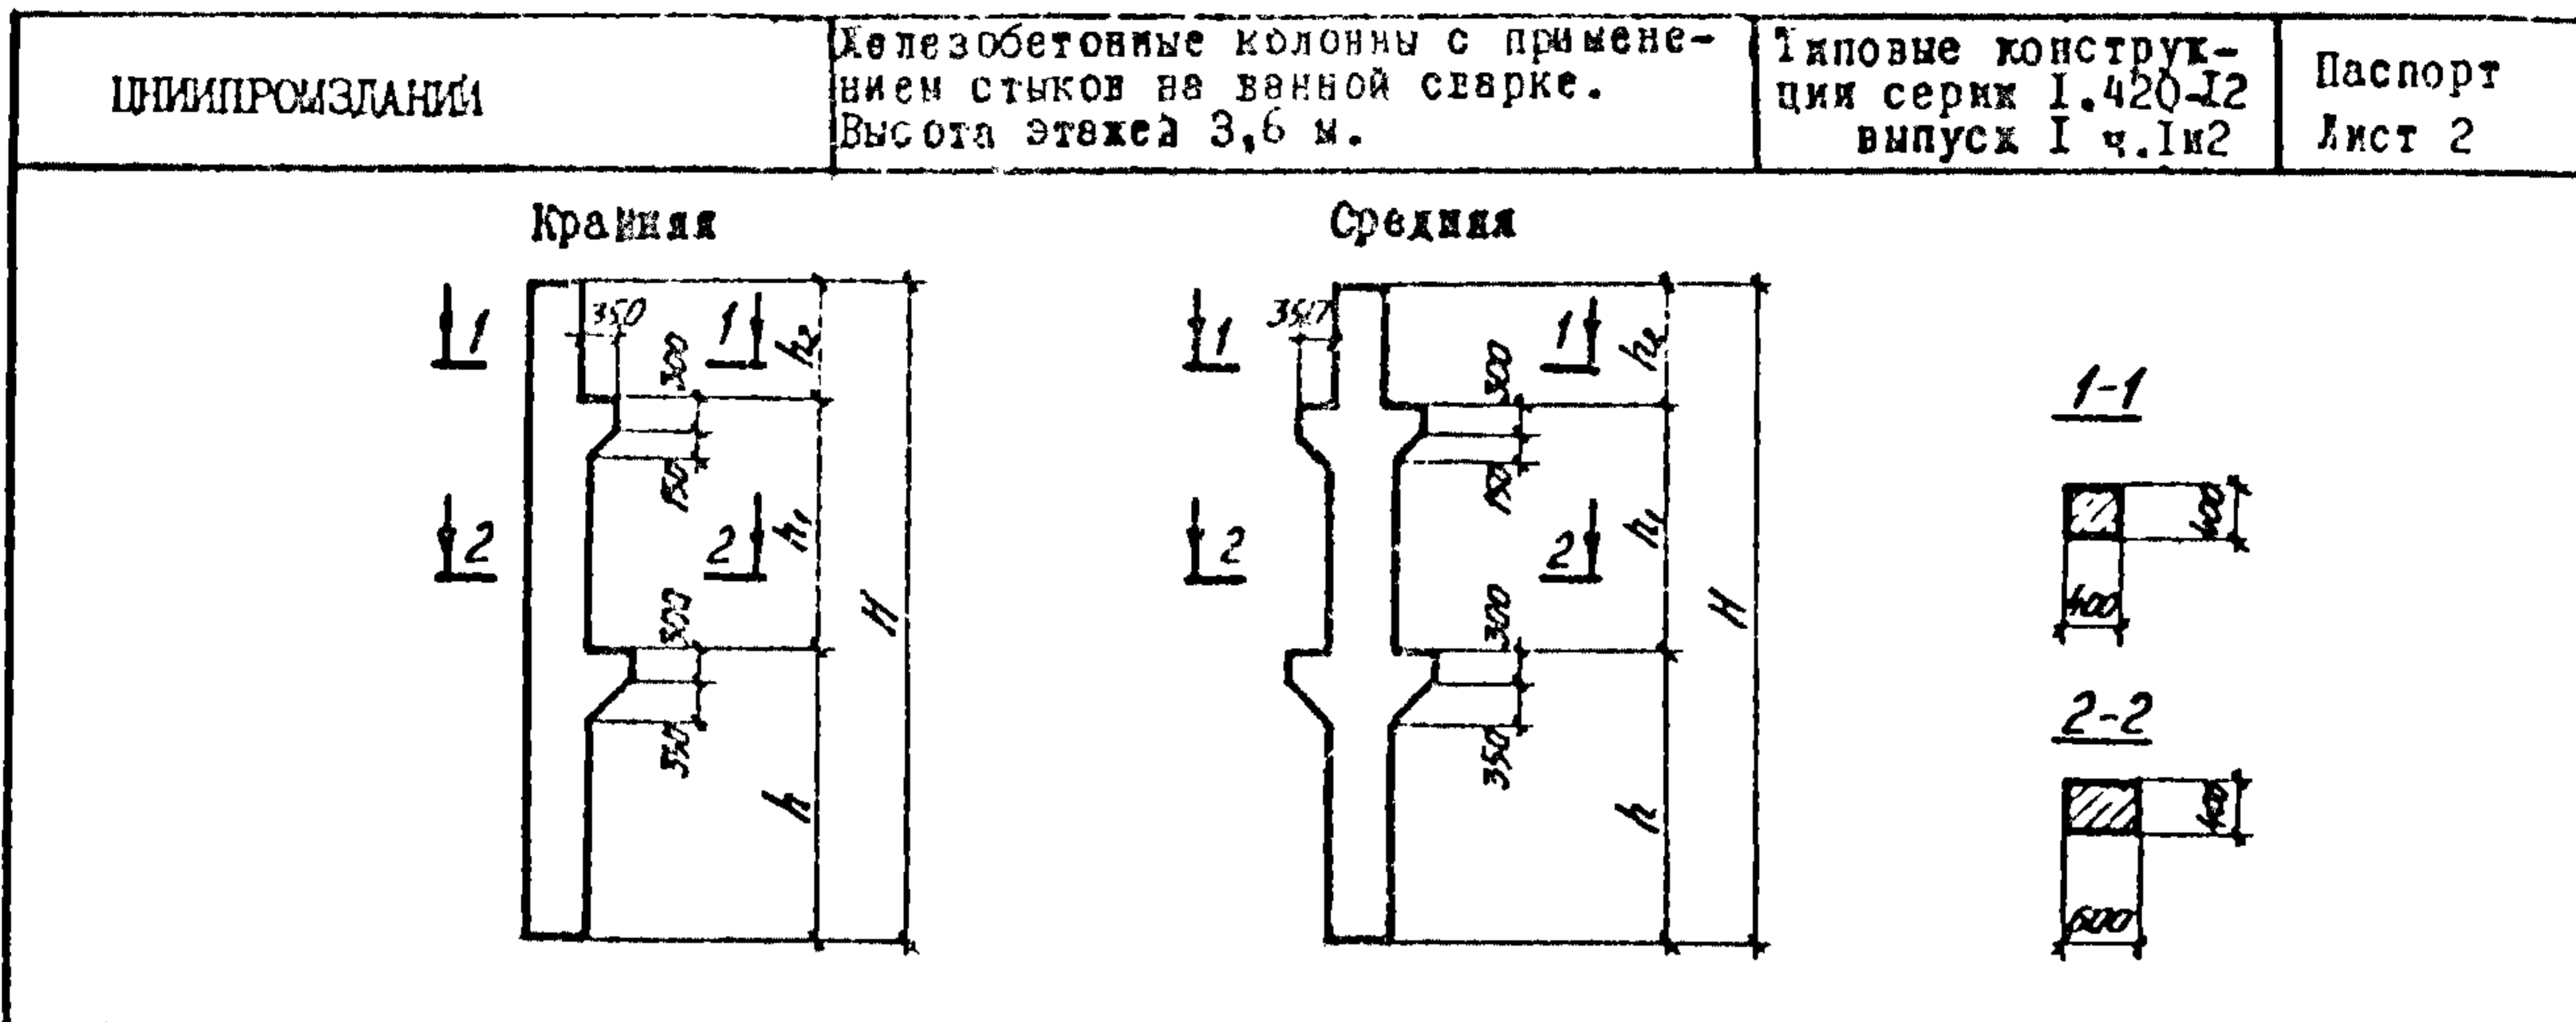 ЦНИИПРОМЗДАНИЙ
Железобетонные колонны с примене-
нием стыков на ванной сварке.
Высота этажей 3,6 м.
Типовые конструк-
ции серии I.420-I2
выпуск I ч.Iи2
Паспорт
Лист 2
Крайняя
Средняя
350
1
1
300
h₂
150
2
2
h₁
300
350
h
H
350
1
1
300
h₂
150
2
2
h₁
300
350
h
H
1-1
400
400
2-2
400
600